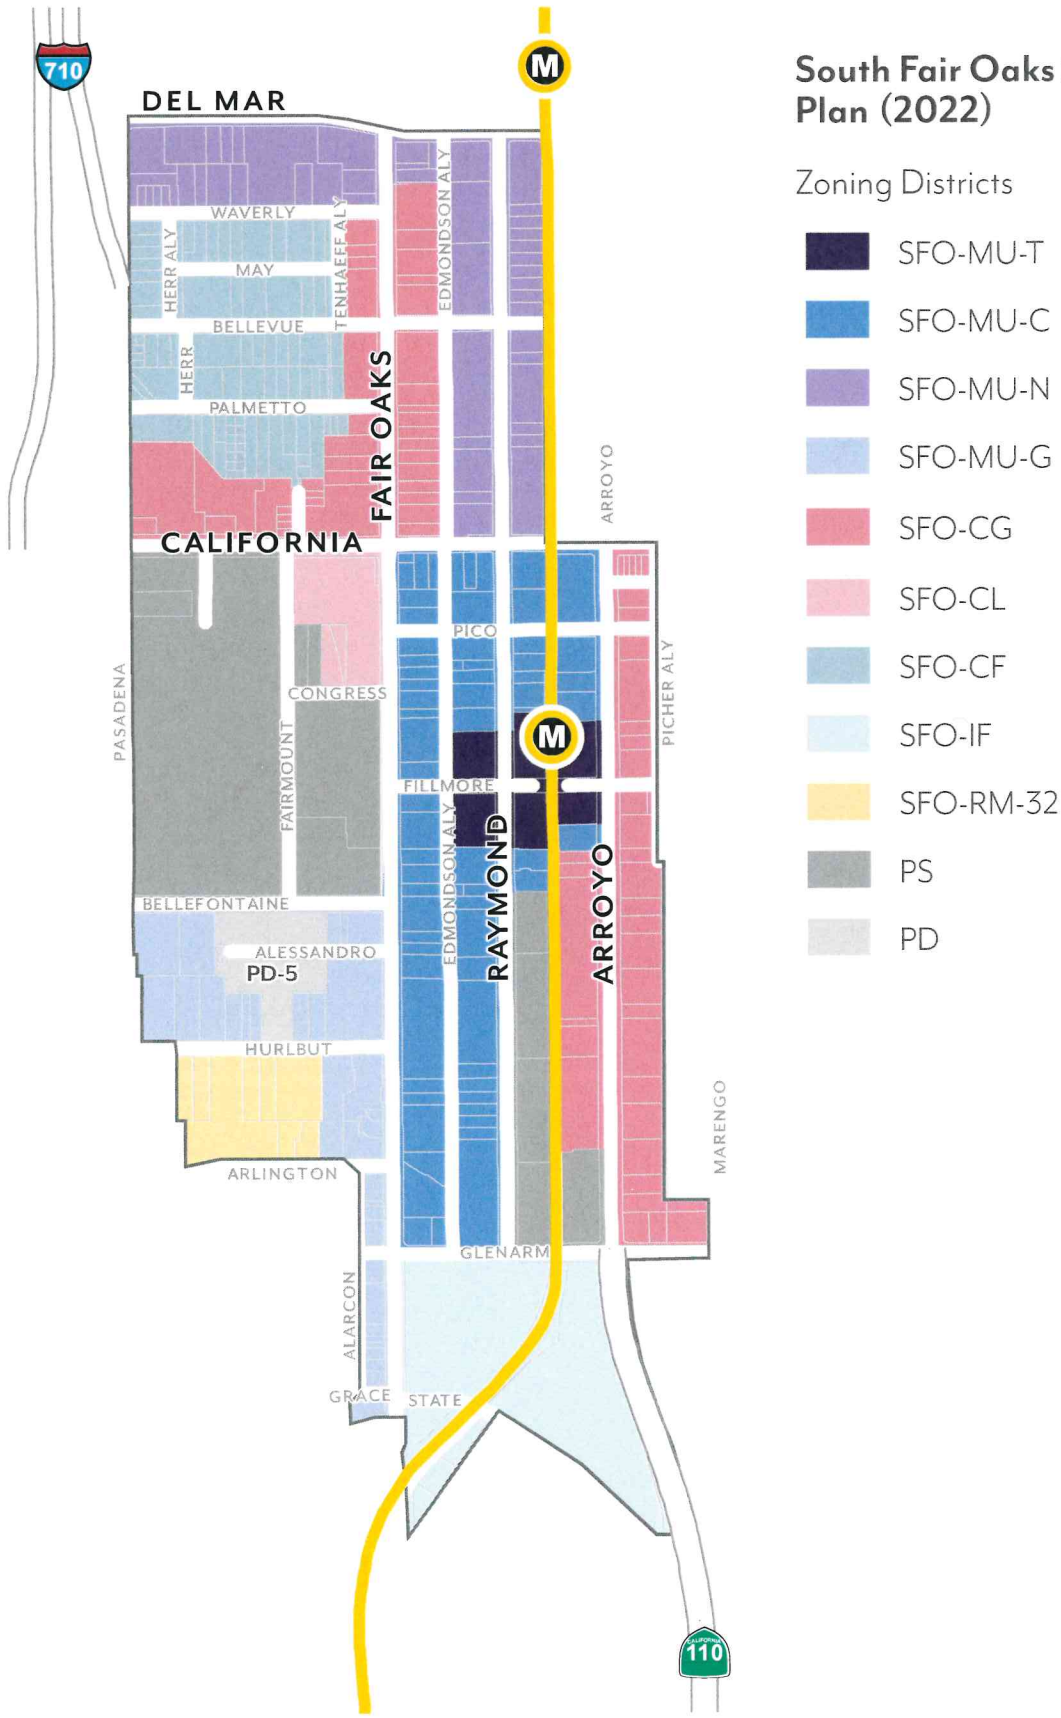 M
710
DEL MAR
South Fair Oaks
Plan (2022)
Zoning Districts
SFO-MU-T
SFO-MU-C
SFO-MU-N
SFO-MU-G
SFO-CG
SFO-CL
SFO-CF
SFO-IF
SFO-RM-32
PS
PD
WAVERLY
HERR ALY
MAY
TENHAEFF ALY
EDMONDSON ALY
BELLEVUE
HERR
FAIR OAKS
PALMETTO
ARROYO
CALIFORNIA
PICO
PASADENA
CONGRESS
PICHER ALY
M
FAIRMOUNT
FILLMORE
EDMONDSON ALY
RAYMOND
ARROYO
BELLEFONTAINE
ALESSANDRO
PD-5
HURLBUT
MARENGO
ARLINGTON
GLENARM
ALARCON
GRACE
STATE
CALIFORNIA
110